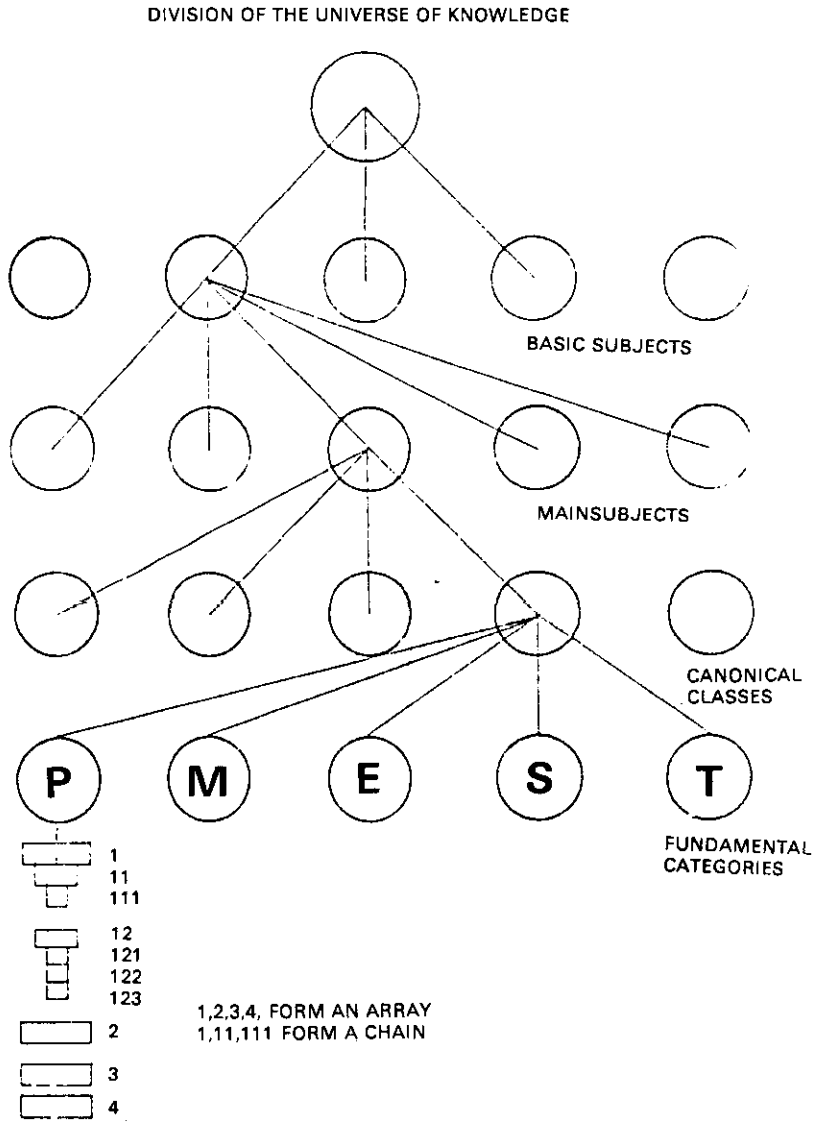 DIVISION OF THE UNIVERSE OF KNOWLEDGE
BASIC SUBJECTS
MAINSUBJECTS
CANONICAL
CLASSES
P M E S T
FUNDAMENTAL
CATEGORIES
1
11
111
12
121
122
123
1,2,3,4, FORM AN ARRAY
1,11,111 FORM A CHAIN
2
3
4